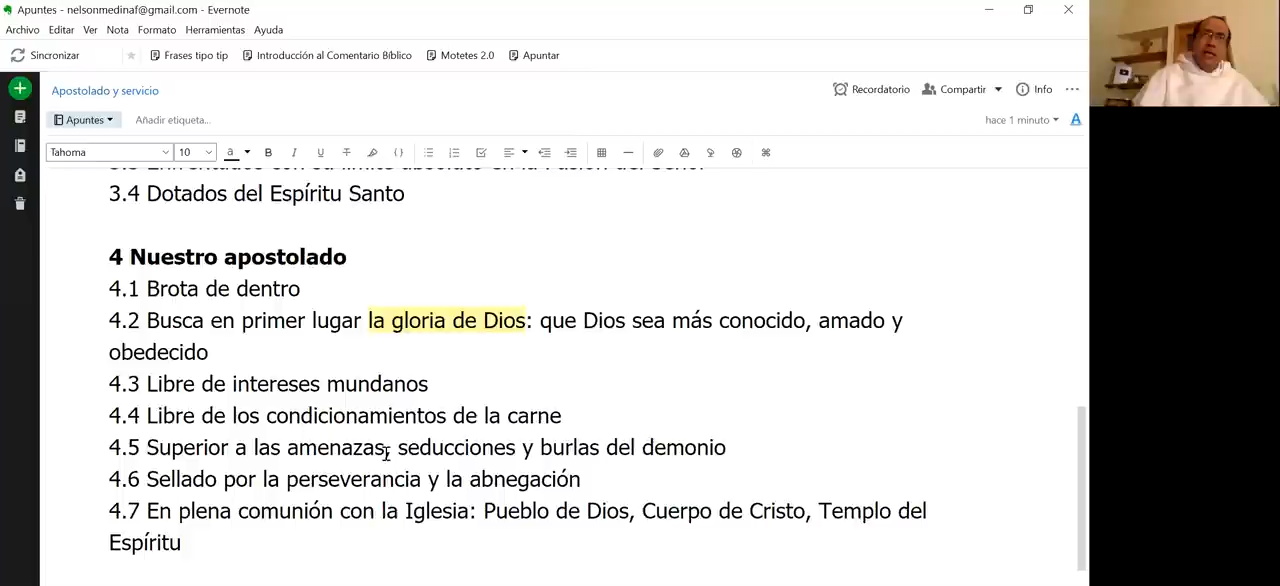 Apuntes - nelsonmedinaf@gmail.com - Evernote
Archivo Editar Ver Nota Formato Herramientas Ayuda
Sincronizar Frases tipo tip Introducción al Comentario Bíblico Motetes 2.0 Apuntar
Apostolado y servicio Recordatorio Compartir Info
Apuntes Añadir etiqueta... hace 1 minuto
Tahoma 10
3.4 Dotados del Espíritu Santo
4 Nuestro apostolado
4.1 Brota de dentro
4.2 Busca en primer lugar la gloria de Dios: que Dios sea más conocido, amado y
obedecido
4.3 Libre de intereses mundanos
4.4 Libre de los condicionamientos de la carne
4.5 Superior a las amenazas, seducciones y burlas del demonio
4.6 Sellado por la perseverancia y la abnegación
4.7 En plena comunión con la Iglesia: Pueblo de Dios, Cuerpo de Cristo, Templo del
Espíritu